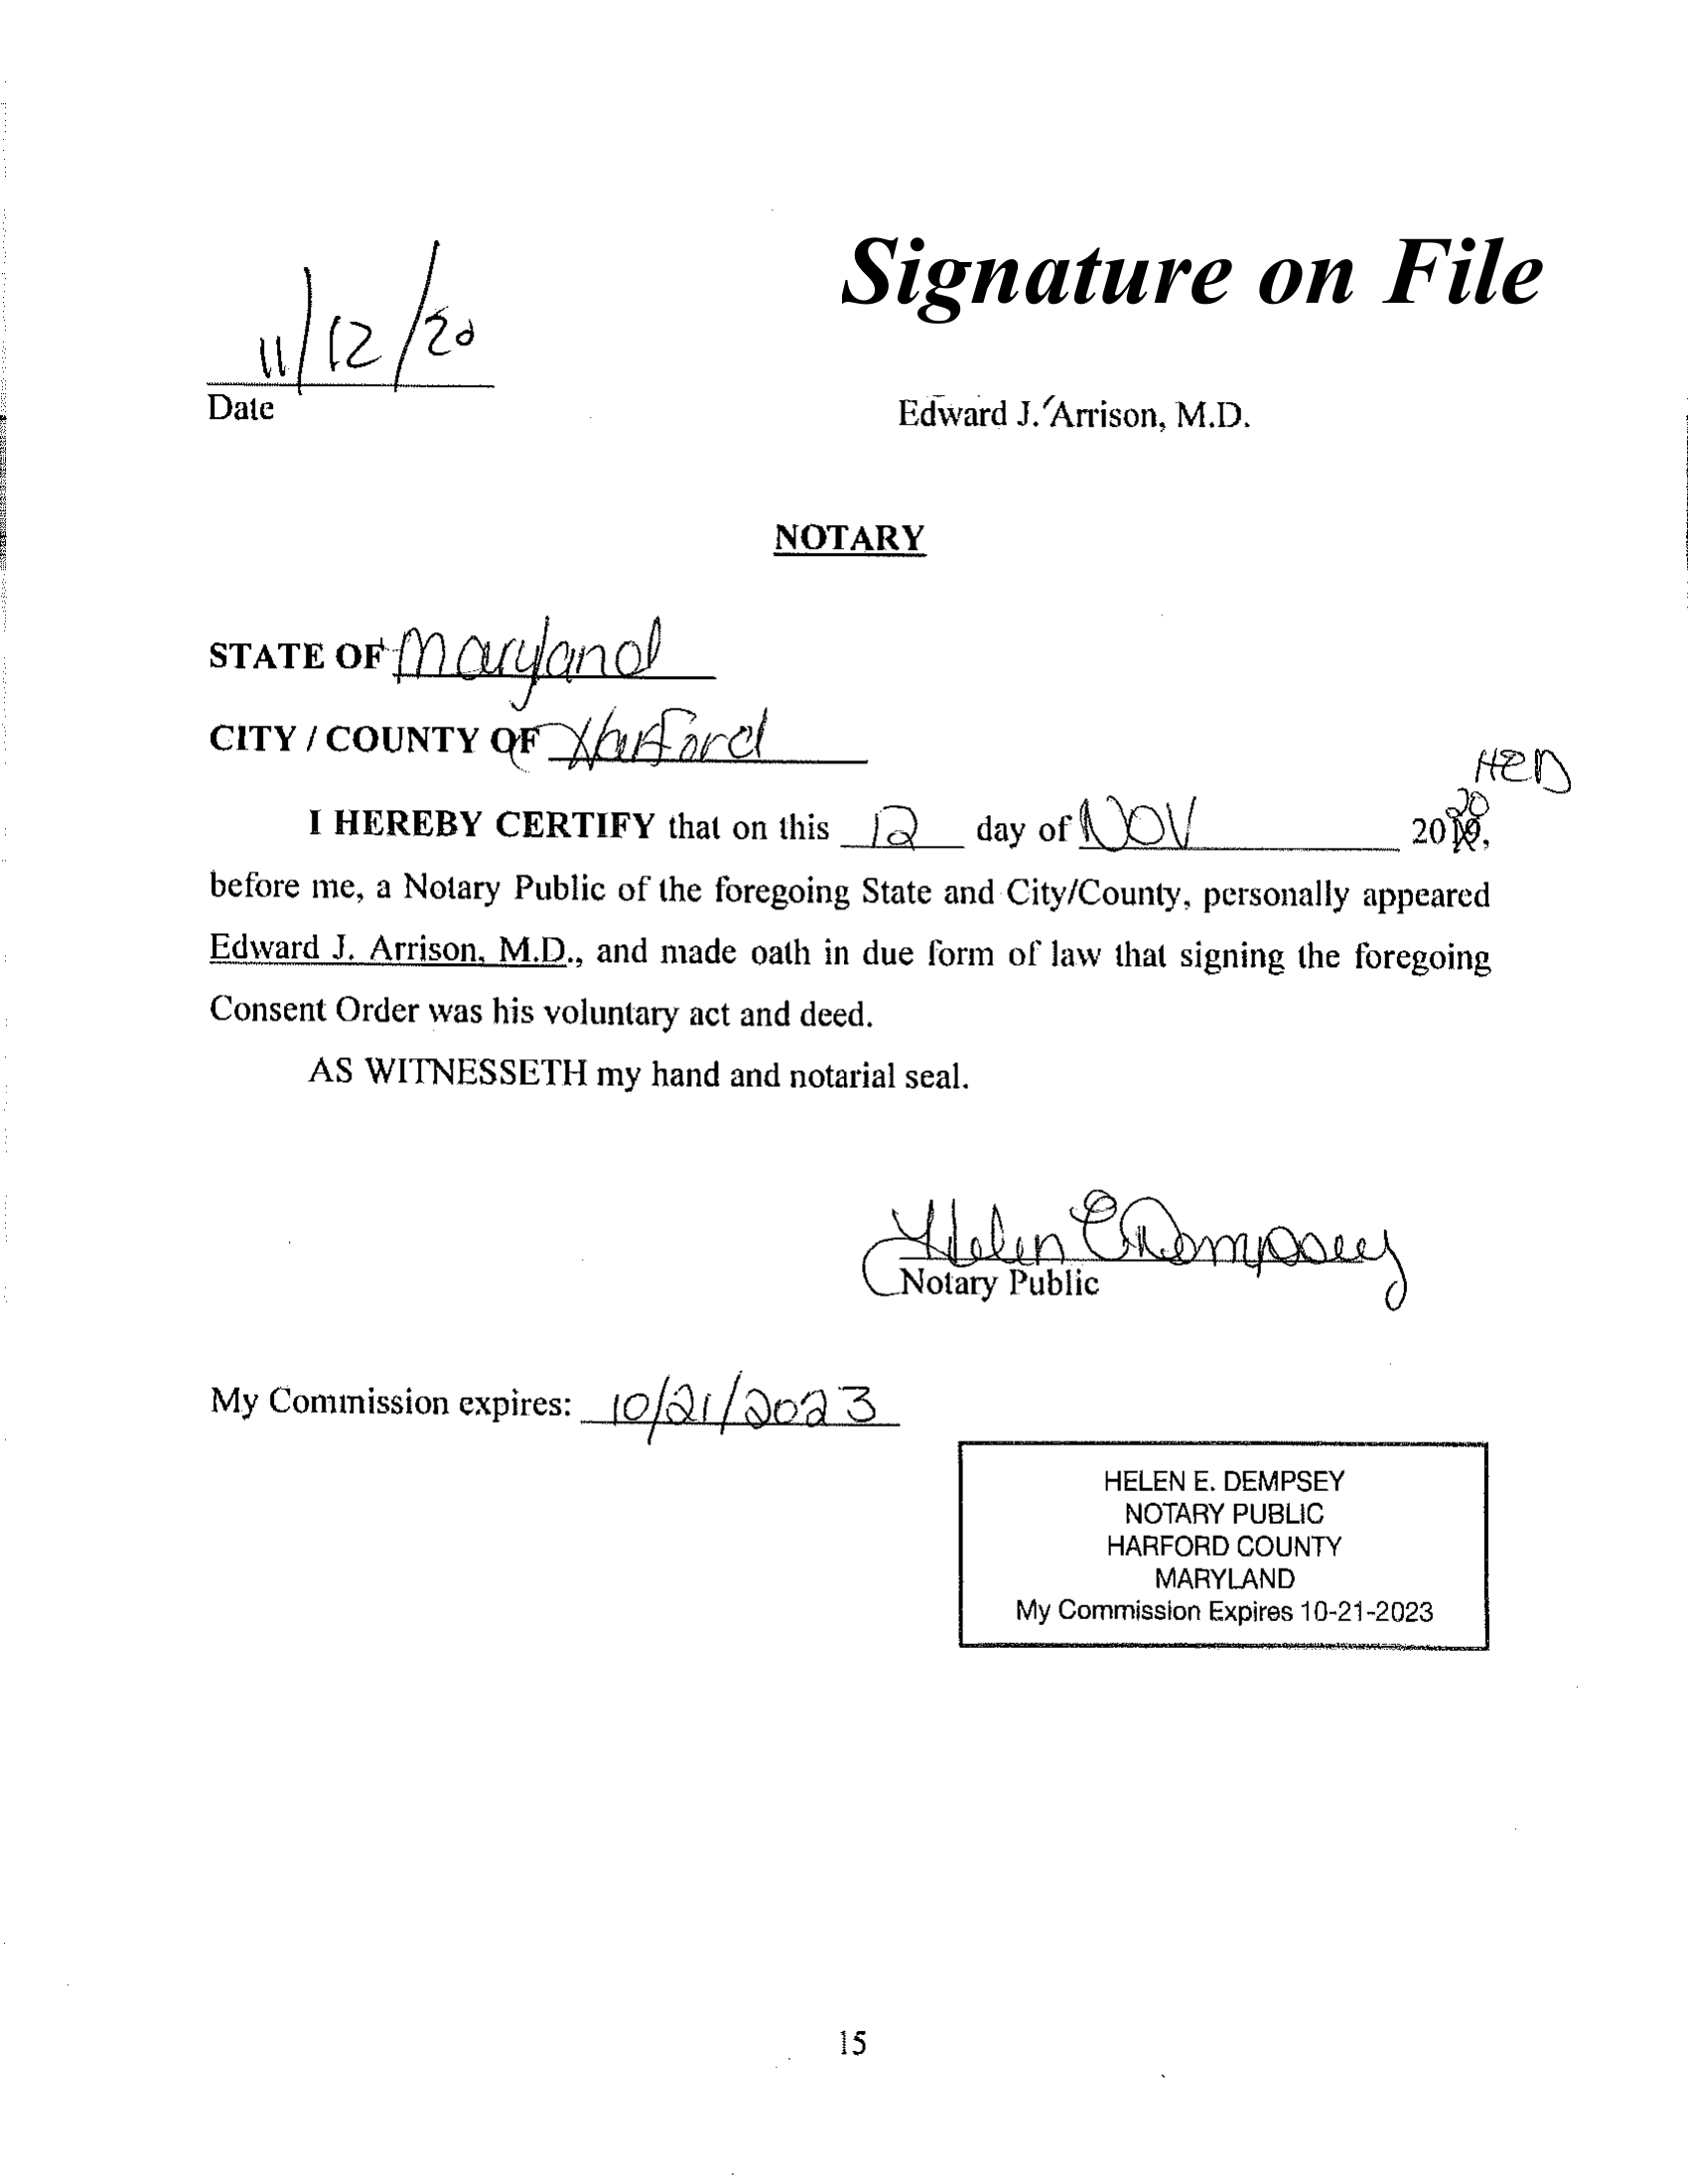 Signature on File
11/12/20
Date
Edward J. Arrison, M.D.
NOTARY
STATE OF Maryland
CITY / COUNTY OF Harford
HED
20
I HEREBY CERTIFY that on this 12 day of NOV 2019,
before me, a Notary Public of the foregoing State and City/County, personally appeared
Edward J. Arrison, M.D., and made oath in due form of law that signing the foregoing
Consent Order was his voluntary act and deed.
AS WITNESSETH my hand and notarial seal.
Helen E Dempsey
Notary Public
My Commission expires: 10/21/2023
HELEN E. DEMPSEY
NOTARY PUBLIC
HARFORD COUNTY
MARYLAND
My Commission Expires 10-21-2023
15